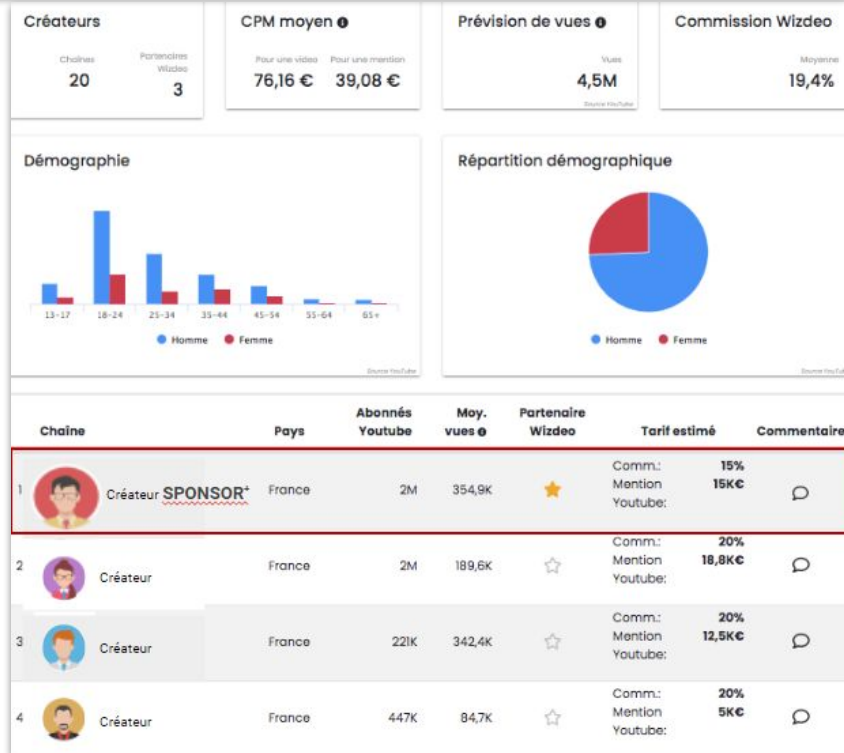 Créateurs
Chaînes
20
Partenaires
Wizdeo
3
CPM moyen
Pour une video Pour une mention
76,16 € 39,08 €
Prévision de vues
Vues
4,5M
Source YouTube
Commission Wizdeo
Moyenne
19,4%
Démographie
13-17 18-24 25-34 35-44 45-54 55-64 65+
Homme Femme
Source YouTube
Répartition démographique
Homme Femme
Source YouTube
Chaîne Pays Abonnés Youtube Moy. vues Partenaire Wizdeo Tarif estimé Commentaire
1 Créateur SPONSOR+ France 2M 354,9K Comm.: 15%
Mention Youtube: 15K€
2 Créateur France 2M 189,6K Comm.: 20%
Mention Youtube: 18,8K€
3 Créateur France 221K 342,4K Comm.: 20%
Mention Youtube: 12,5K€
4 Créateur France 447K 84,7K Comm.: 20%
Mention Youtube: 5K€